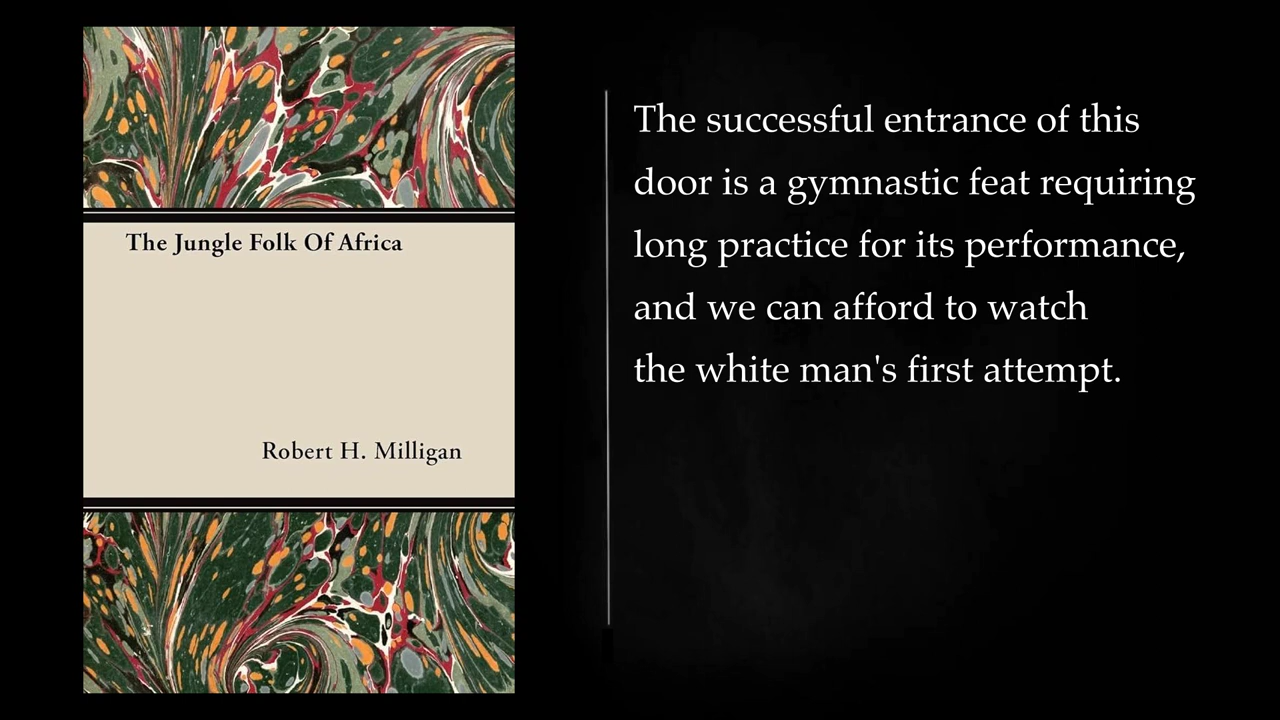 The Jungle Folk Of Africa
Robert H. Milligan
The successful entrance of this
door is a gymnastic feat requiring
long practice for its performance,
and we can afford to watch
the white man's first attempt.